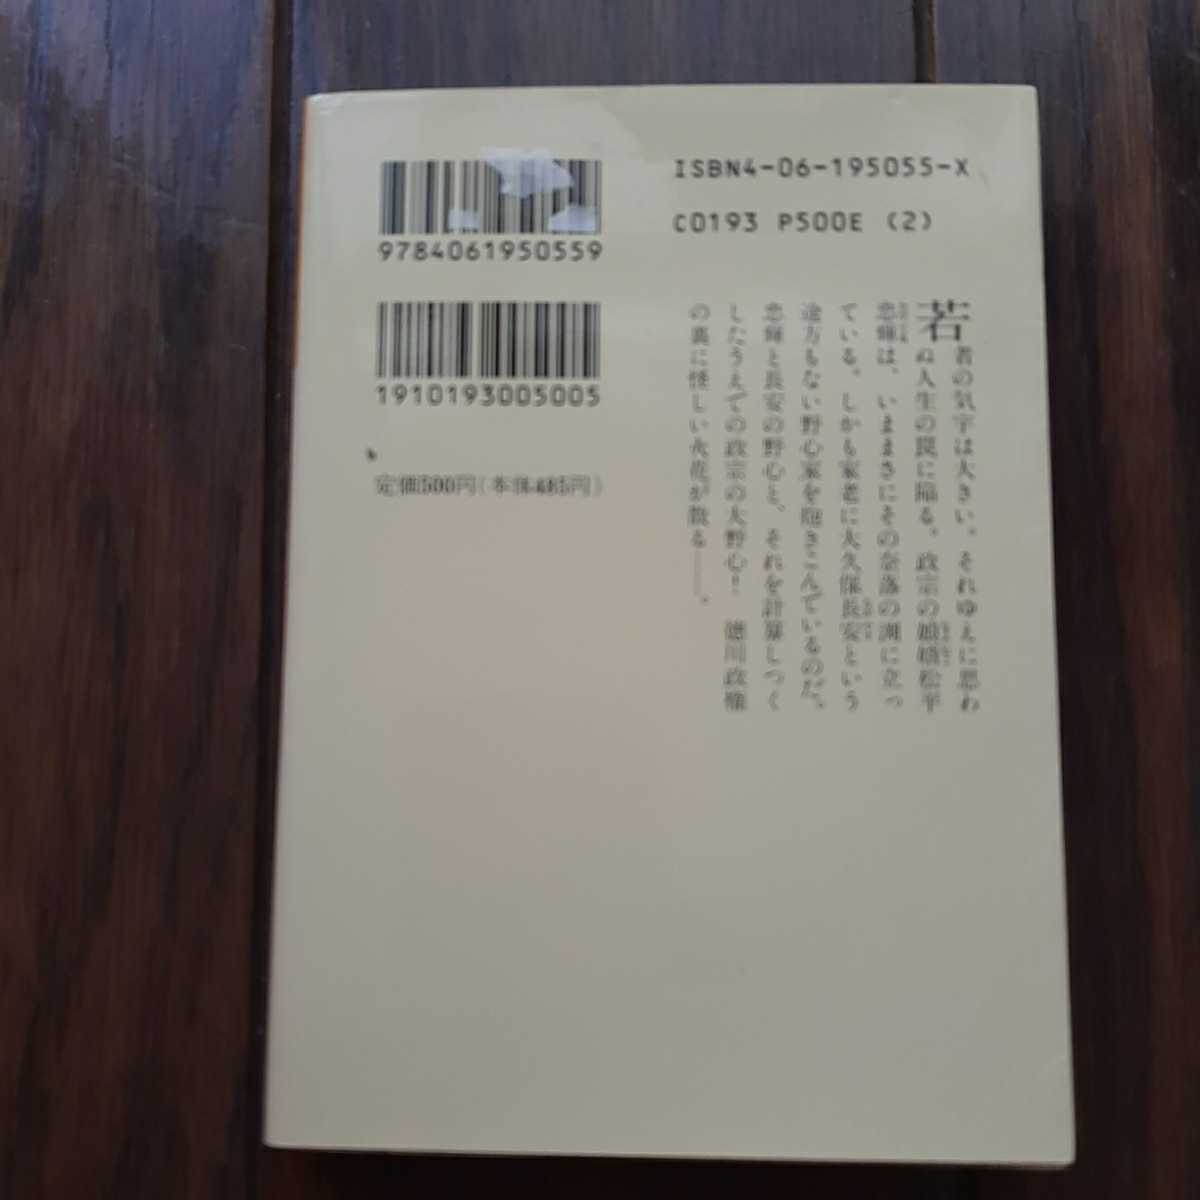 ISBN4-06-195055-X
C0193 P500E (2)
9784061950559
1910193005005
定価500円(本体485円)
若者の気宇は大きい。それゆえに思わ
ぬ人生の罠に陥る。政宗の娘婿松平
忠輝は、いままさにその奈落の淵に立っ
ている。しかも家老に大久保長安という
途方もない野心家を抱きこんでいるのだ。
忠輝と長安の野心と、それを計算しつく
したうえでの政宗の大野心! 徳川政権
の裏に怪しい火花が散る——。